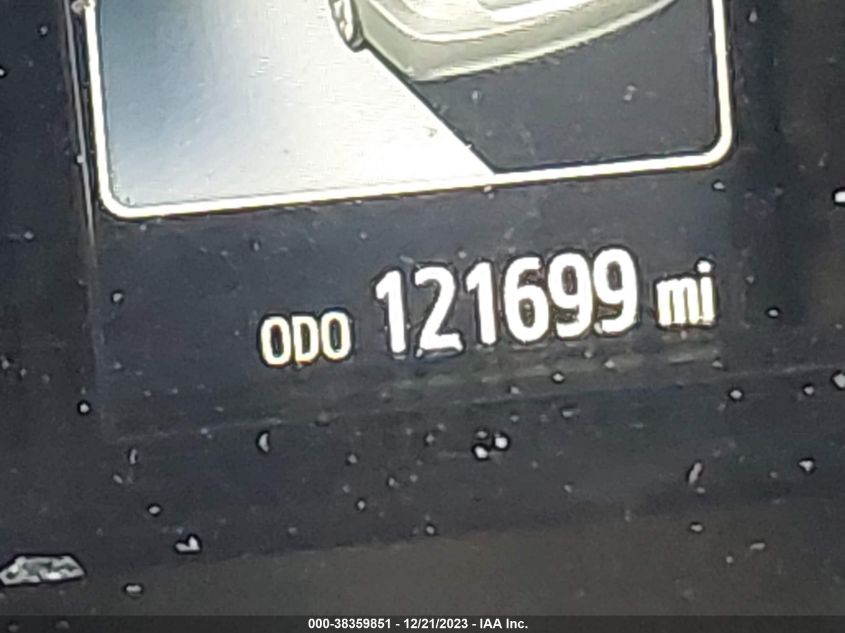 ODO 121699 mi
000-38359851 - 12/21/2023 - IAA Inc.